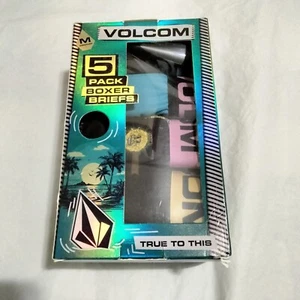 M
VOLCOM
5
PACK
BOXER
BRIEFS
TRUE TO THIS